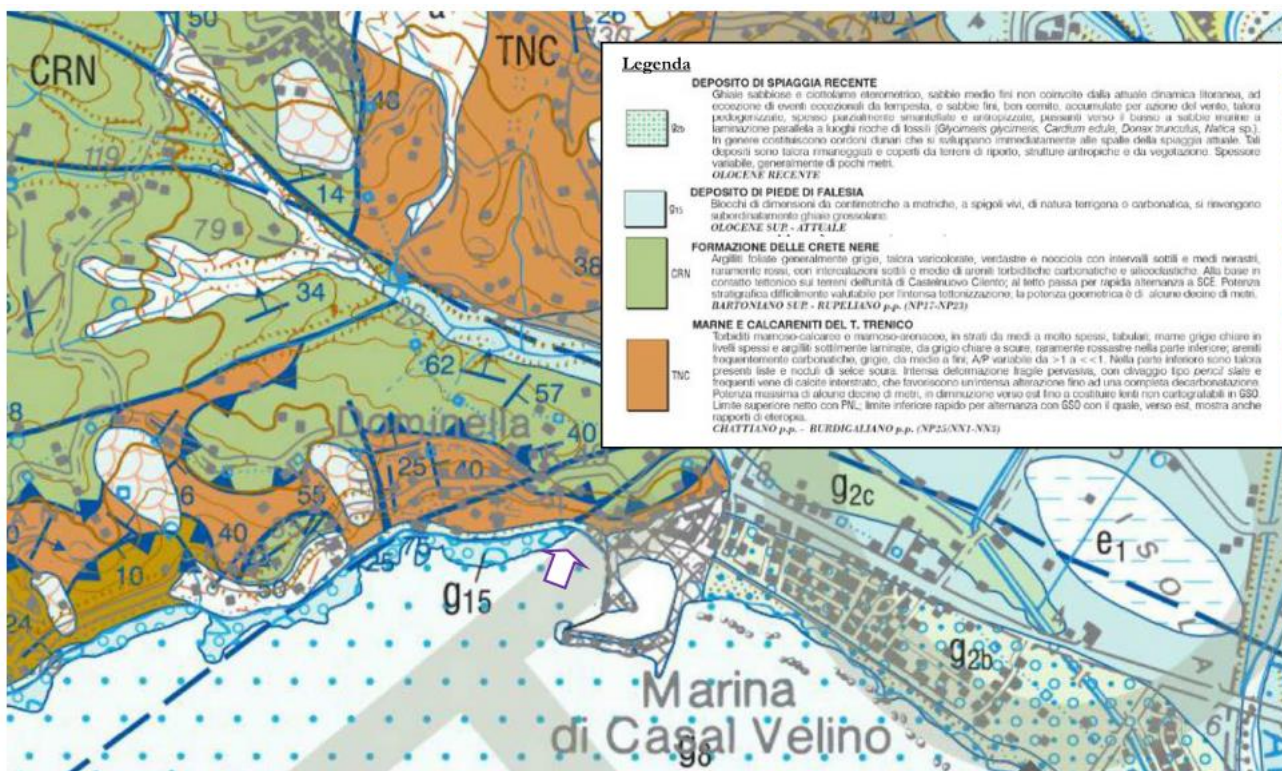 50
26
130
45
CRN
TNC
48
14
79
34
38
62
57
Dominella
40
25
40
55
6
40
10
24
25
75
50
g15
g2c
e1
ISOL
g2b
6
Marina
di Casal Velino
g8
Legenda
DEPOSITO DI SPIAGGIA RECENTE
g2b
Ghiaie sabbiose e ciottolame eterometrico, sabbie medio fini non coinvolte dalla attuale dinamica litoranea, ad
eccezione di eventi eccezionali da tempesta, e sabbie fini, ben cernite, accumulate per azione del vento, talora
pedogenizzate, spesso parzialmente smantellate e antropizzate, passanti verso il basso a sabbie marine a
laminazione parallela a luoghi ricche di fossili (Glycimeris glycimeris, Cardium edule, Donax trunculus, Natica sp.).
In genere costituiscono cordoni dunari che si sviluppano immediatamente alle spalle della spiaggia attuale. Tali
depositi sono talora rimaneggiati e coperti da terreni di riporto, strutture antropiche e da vegetazione. Spessore
variabile, generalmente di pochi metri.
OLOCENE RECENTE
DEPOSITO DI PIEDE DI FALESIA
g15
Blocchi di dimensioni da centimetriche a metriche, a spigoli vivi, di natura terrigena o carbonatica, si rinvengono
subordinatamente ghiaie grossolane.
OLOCENE SUP. - ATTUALE
FORMAZIONE DELLE CRETE NERE
CRN
Argilliti foliate generalmente grigie, talora varicolorate, verdastre e nocciola con intervalli sottili e medi nerastri,
raramente rossi, con intercalazioni sottili e medie di areniti torbiditiche carbonatiche e silicoclastiche. Alla base in
contatto tettonico sui terreni dell'unità di Castelnuovo Cilento; al tetto passa per rapida alternanza a SCE. Potenza
stratigrafica difficilmente valutabile per l'intensa tettonizzazione; la potenza geometrica è di alcune decine di metri.
BARTONIANO SUP. - RUPELIANO p.p. (NP17-NP23)
MARNE E CALCARENITI DEL T. TRENICO
TNC
Torbiditi marnoso-calcaree e marnoso-arenacee, in strati da medi a molto spessi, tabulari; marne grigie chiare in
livelli spessi e argilliti sottilmente laminate, da grigio chiare a scure, raramente rossastre nella parte inferiore; areniti
frequentemente carbonatiche, grigie, da medie a fini; A/P variabile da >1 a <<1. Nella parte inferiore sono talora
presenti liste e noduli di selce scura. Intensa deformazione fragile pervasiva, con clivaggio tipo pencil slate e
frequenti vene di calcite interstrato, che favoriscono un'intensa alterazione fino ad una completa decarbonatazione.
Potenza massima di alcune decine di metri, in diminuzione verso est fino a costituire lenti non cartografabili in GSO.
Limite superiore netto con PNL; limite inferiore rapido per alternanza con GSO con il quale, verso est, mostra anche
rapporti di eteropia.
CHATTIANO p.p. - BURDIGALIANO p.p. (NP25/NN1-NN3)